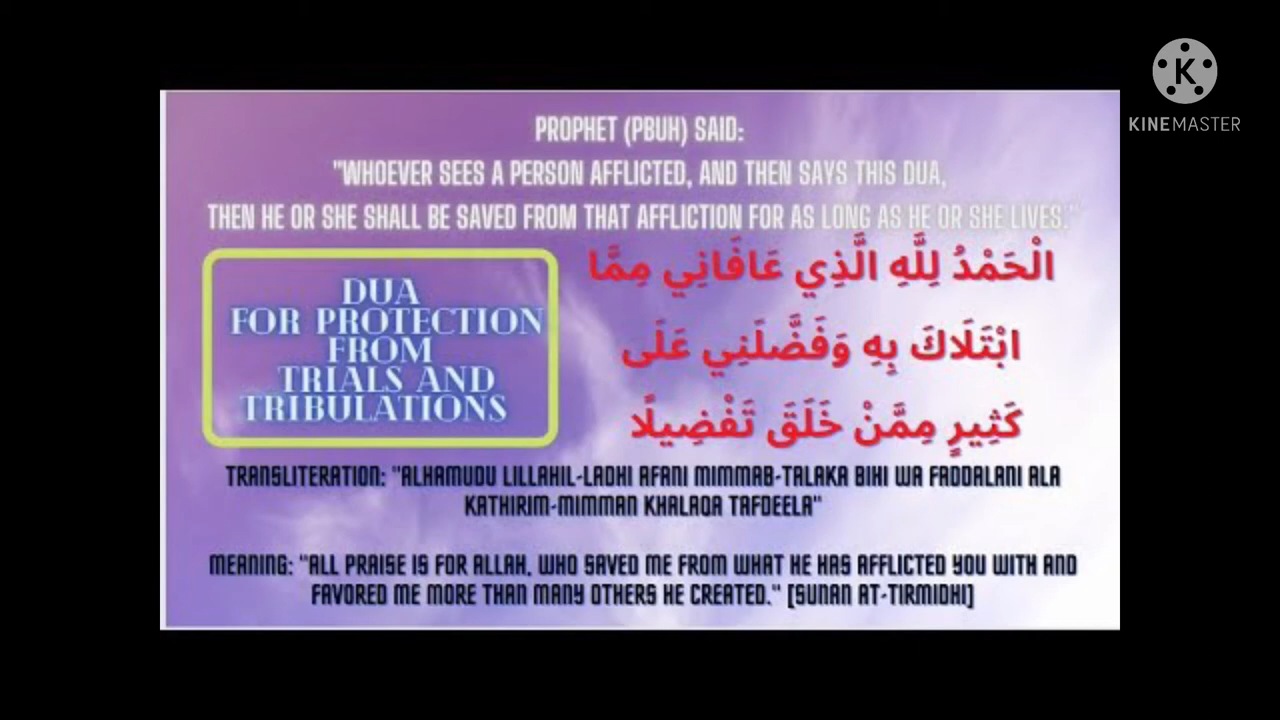 PROPHET (PBUH) SAID:
"WHOEVER SEES A PERSON AFFLICTED, AND THEN SAYS THIS DUA,
THEN HE OR SHE SHALL BE SAVED FROM THAT AFFLICTION FOR AS LONG AS HE OR SHE LIVES."
DUA
FOR PROTECTION
FROM
TRIALS AND
TRIBULATIONS
الْحَمْدُ لِلَّهِ الَّذِي عَافَانِي مِمَّا
ابْتَلَاكَ بِهِ وَفَضَّلَنِي عَلَى
كَثِيرٍ مِمَّنْ خَلَقَ تَفْضِيلًا
TRANSLITERATION: "ALHAMUDU LILLAHIL-LADHI AFANI MIMMAB-TALAKA BIHI WA FADDALANI ALA
KATHIRIM-MIMMAN KHALAQA TAFDEELA"
MEANING: "ALL PRAISE IS FOR ALLAH, WHO SAVED ME FROM WHAT HE HAS AFFLICTED YOU WITH AND
FAVORED ME MORE THAN MANY OTHERS HE CREATED." [SUNAN AT-TIRMIDHI]
K
KINEMASTER